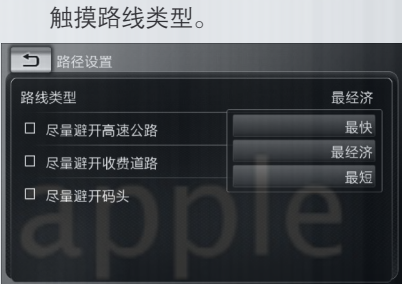 触摸路线类型。
路径设置
路线类型 最经济
尽量避开高速公路 最快
尽量避开收费道路 最经济
最短
尽量避开码头
apple